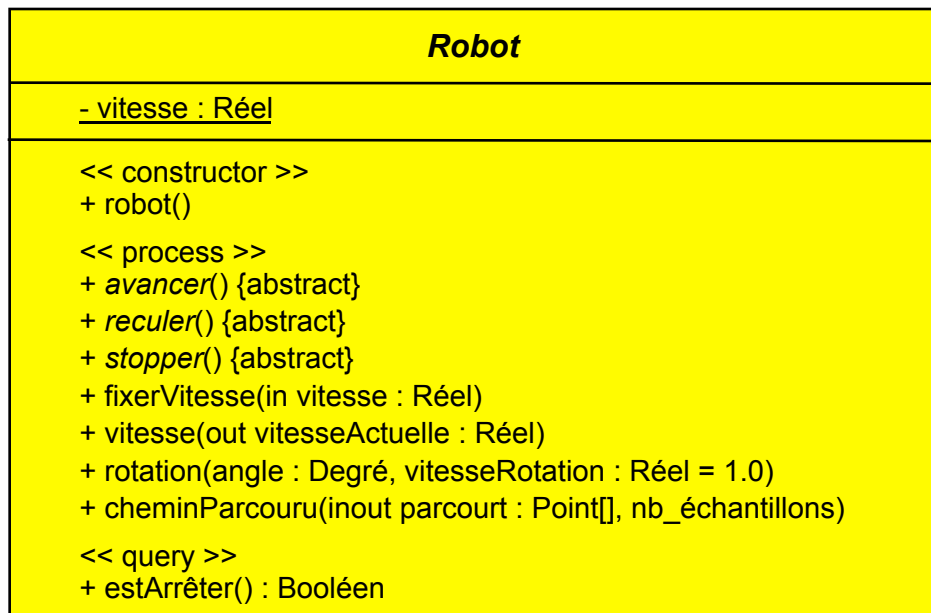 Robot
- vitesse : Réel
<< constructor >>
+ robot()
<< process >>
+ avancer() {abstract}
+ reculer() {abstract}
+ stopper() {abstract}
+ fixerVitesse(in vitesse : Réel)
+ vitesse(out vitesseActuelle : Réel)
+ rotation(angle : Degré, vitesseRotation : Réel = 1.0)
+ cheminParcouru(inout parcourt : Point[], nb_échantillons)
<< query >>
+ estArrêter() : Booléen